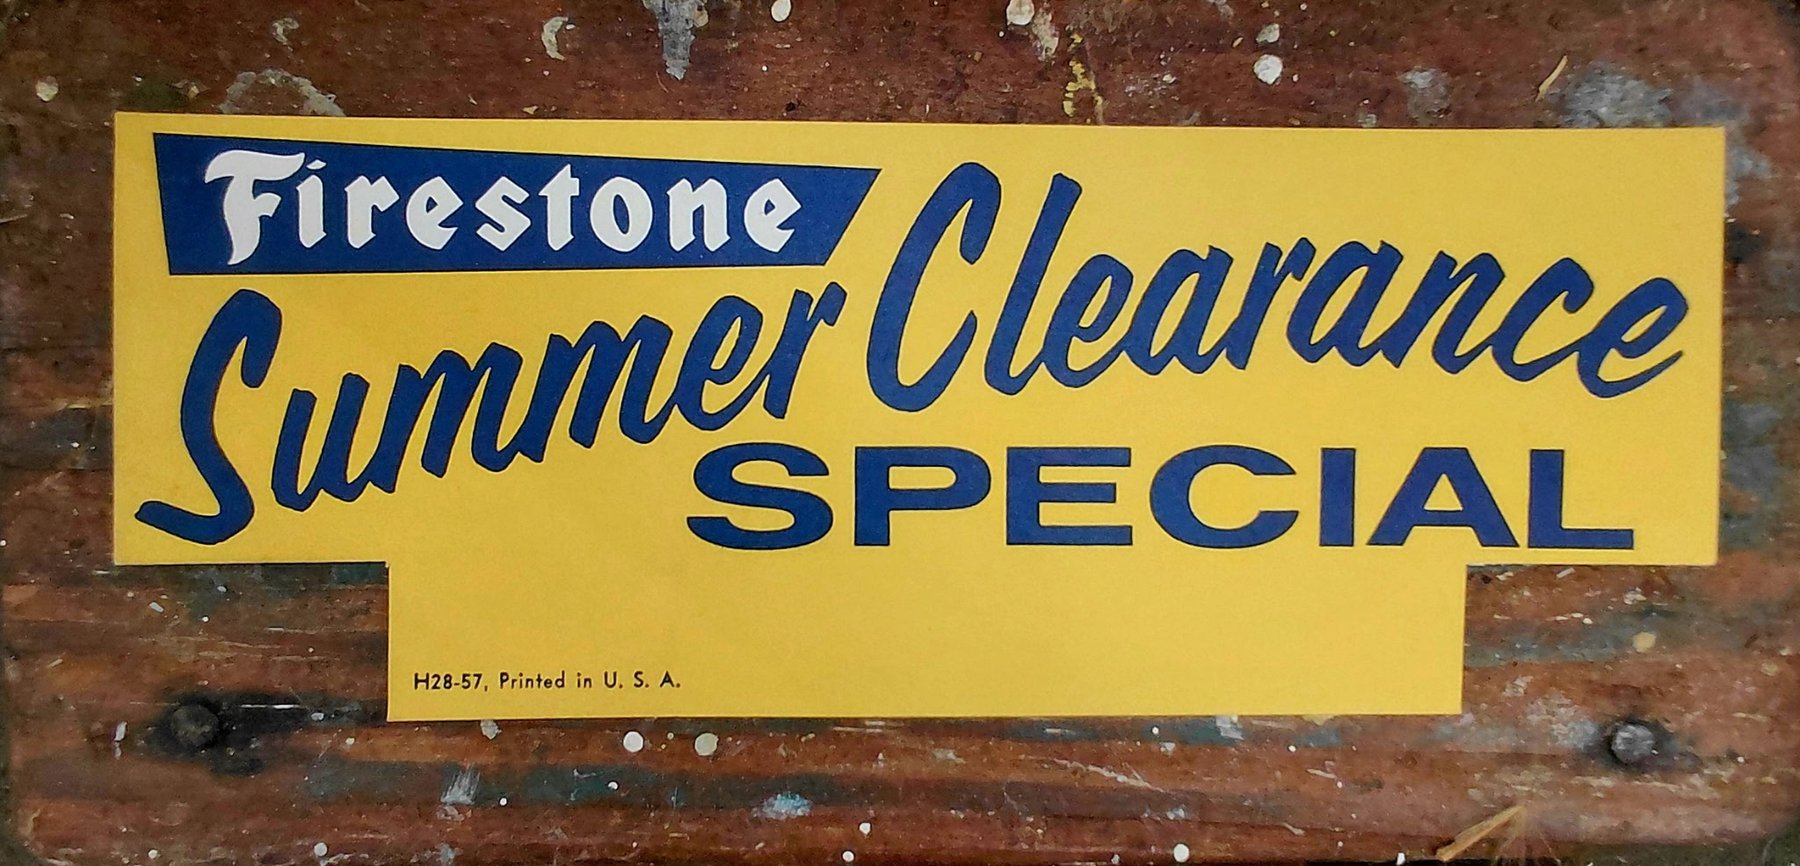 Firestone
Summer Clearance
SPECIAL
H28-57, Printed in U. S. A.